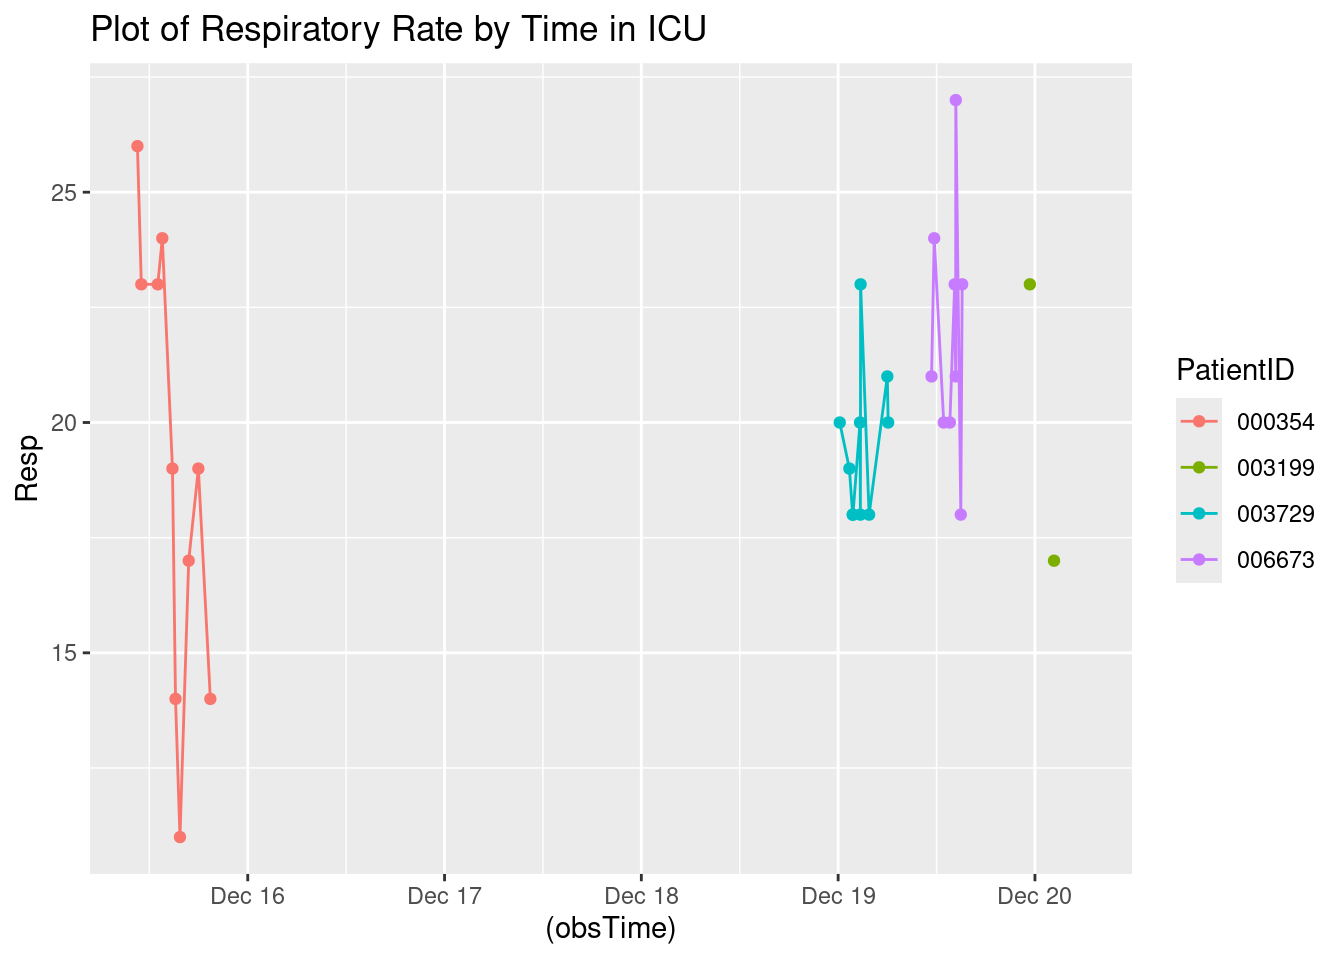 Plot of Respiratory Rate by Time in ICU
25
20
15
Resp
Dec 16
Dec 17
Dec 18
Dec 19
Dec 20
(obsTime)
PatientID
000354
003199
003729
006673